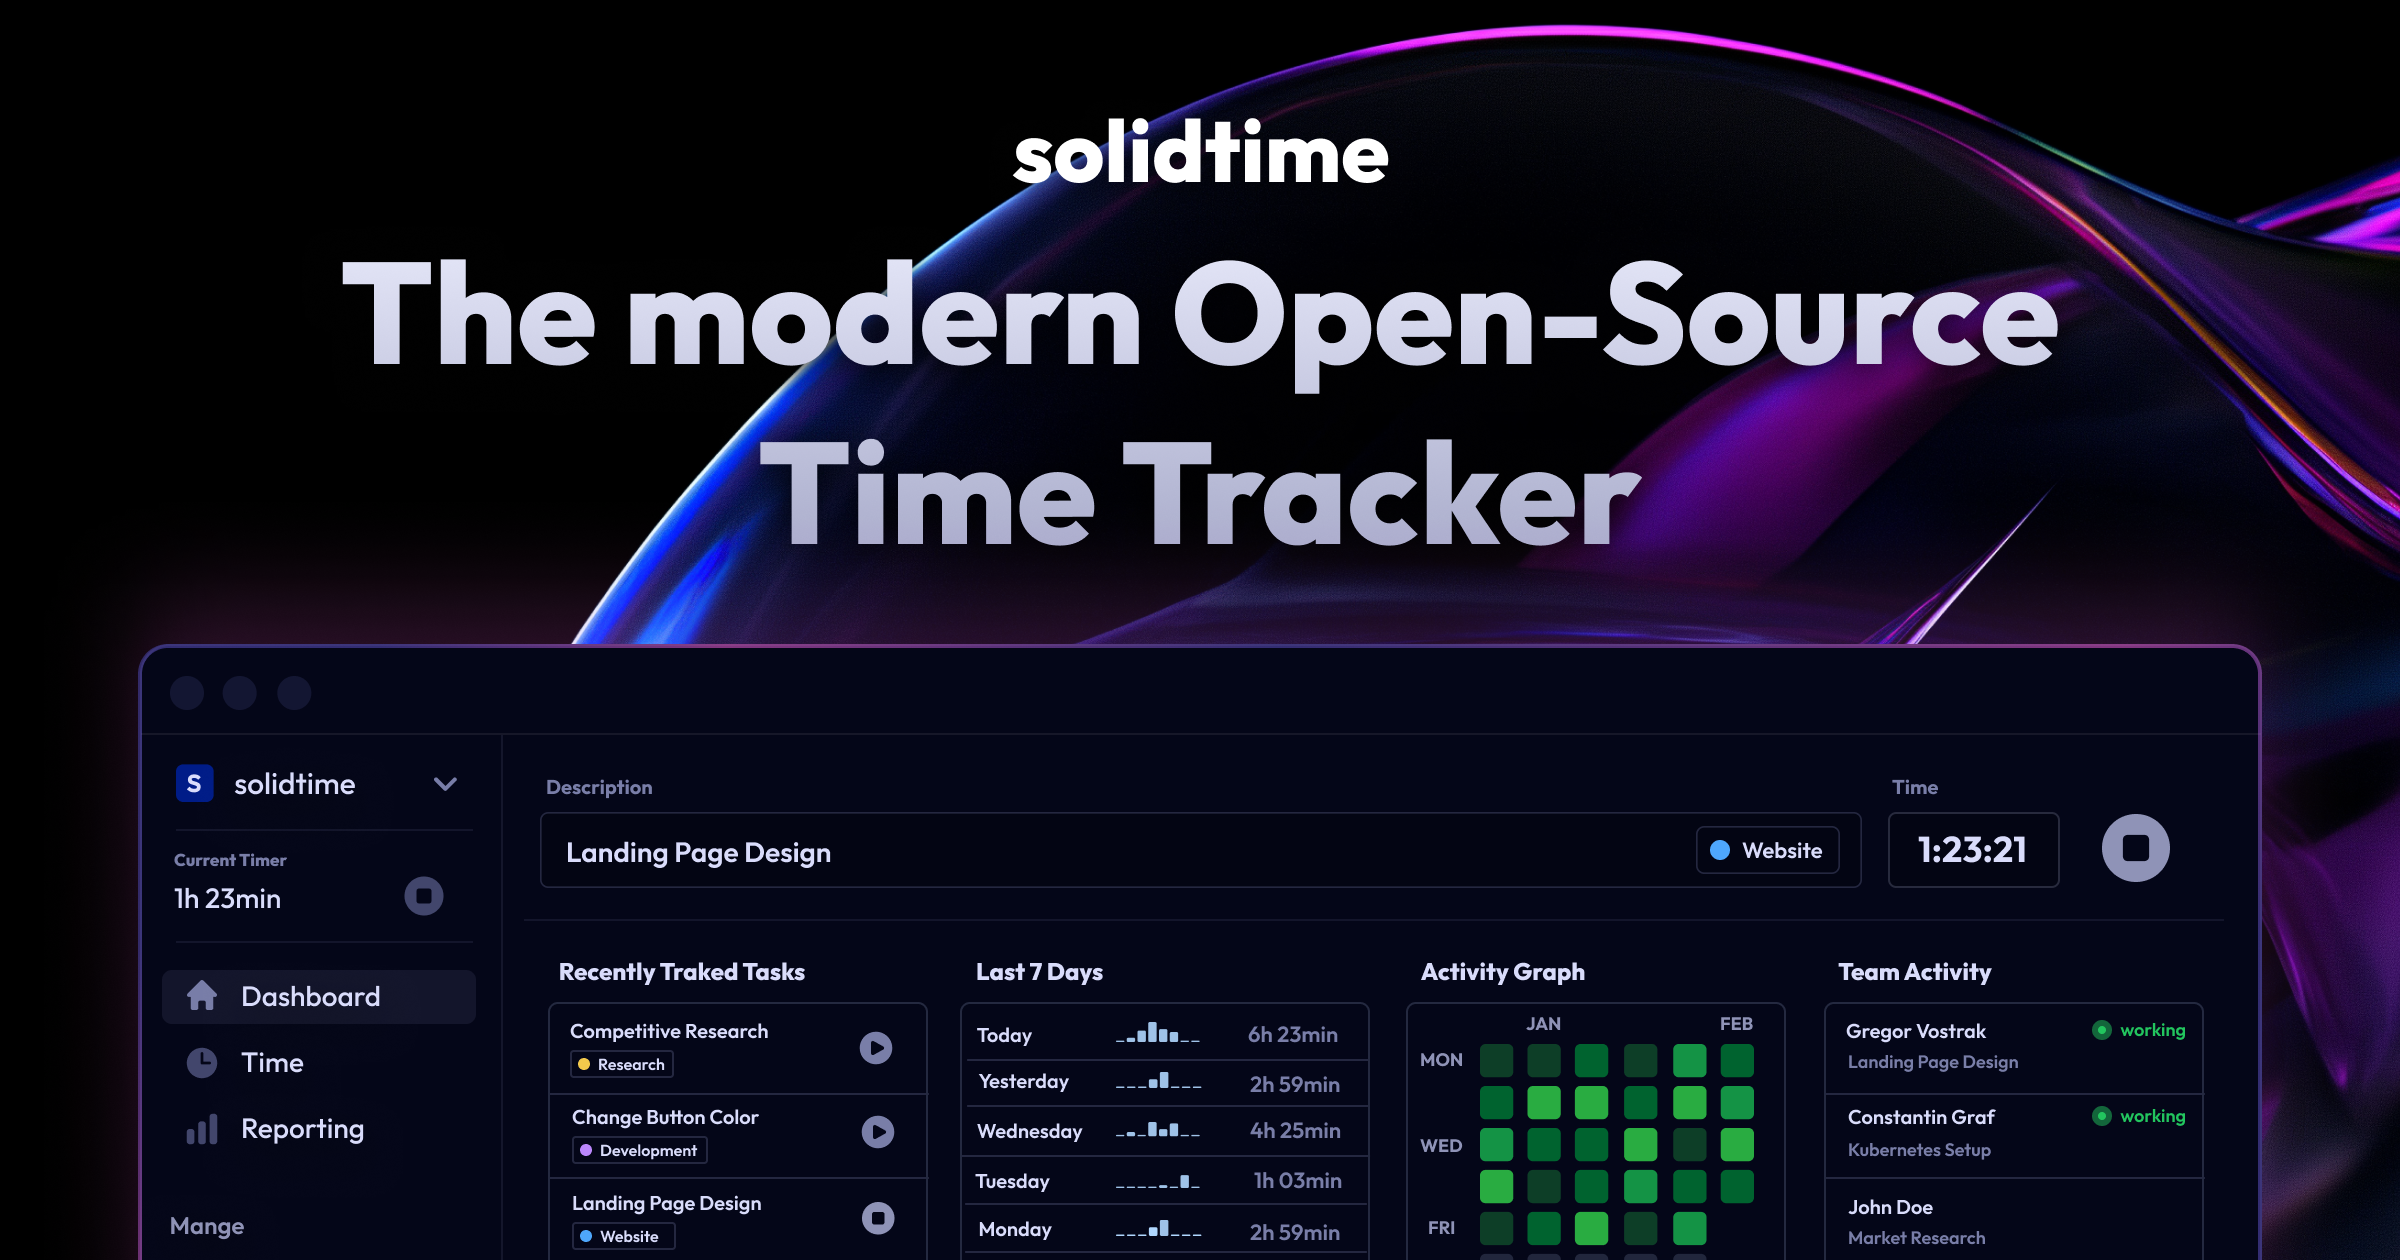 solidtime
The modern Open-Source
Time Tracker
S solidtime
Current Timer
1h 23min
Dashboard
Time
Reporting
Mange
Description
Landing Page Design
Website
Time
1:23:21
Recently Traked Tasks
Competitive Research
Research
Change Button Color
Development
Landing Page Design
Website
Last 7 Days
Today 6h 23min
Yesterday 2h 59min
Wednesday 4h 25min
Tuesday 1h 03min
Monday 2h 59min
Activity Graph
JAN FEB
MON
WED
FRI
Team Activity
Gregor Vostrak working
Landing Page Design
Constantin Graf working
Kubernetes Setup
John Doe
Market Research